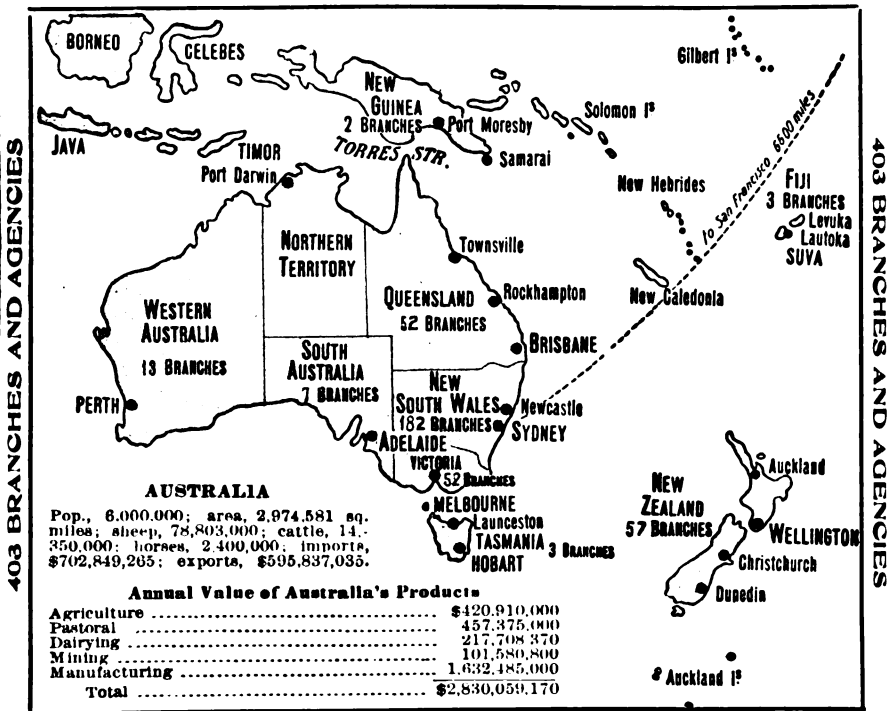 BORNEO
CELEBES
Gilbert Is
NEW
GUINEA
2 BRANCHES
Port Moresby
Solomon Is
JAVA
TIMOR
TORRES STR.
Samarai
Port Darwin
New Hebrides
To San Francisco 6600 miles
FIJI
3 BRANCHES
Levuka
Lautoka
SUVA
NORTHERN
TERRITORY
Townsville
QUEENSLAND
52 BRANCHES
Rockhampton
New Caledonia
WESTERN
AUSTRALIA
13 BRANCHES
SOUTH
AUSTRALIA
7 BRANCHES
BRISBANE
NEW
SOUTH WALES
182 BRANCHES
Newcastle
SYDNEY
PERTH
ADELAIDE
VICTORIA
52 BRANCHES
MELBOURNE
Launceston
TASMANIA
3 BRANCHES
HOBART
NEW
ZEALAND
57 BRANCHES
Auckland
WELLINGTON
Christchurch
Dunedin
Auckland Is
403 BRANCHES AND AGENCIES
403 BRANCHES AND AGENCIES
AUSTRALIA
Pop., 6,000,000; area, 2,974,581 sq.
miles; sheep, 78,803,000; cattle, 14,-
350,000; horses, 2,400,000; imports,
$702,849,265; exports, $595,837,035.
Annual Value of Australia's Products
Agriculture .......... $420,910,000
Pastoral .......... 457,375,000
Dairying .......... 217,708,370
Mining .......... 101,580,800
Manufacturing .......... 1,632,485,000
Total .......... $2,830,059,170